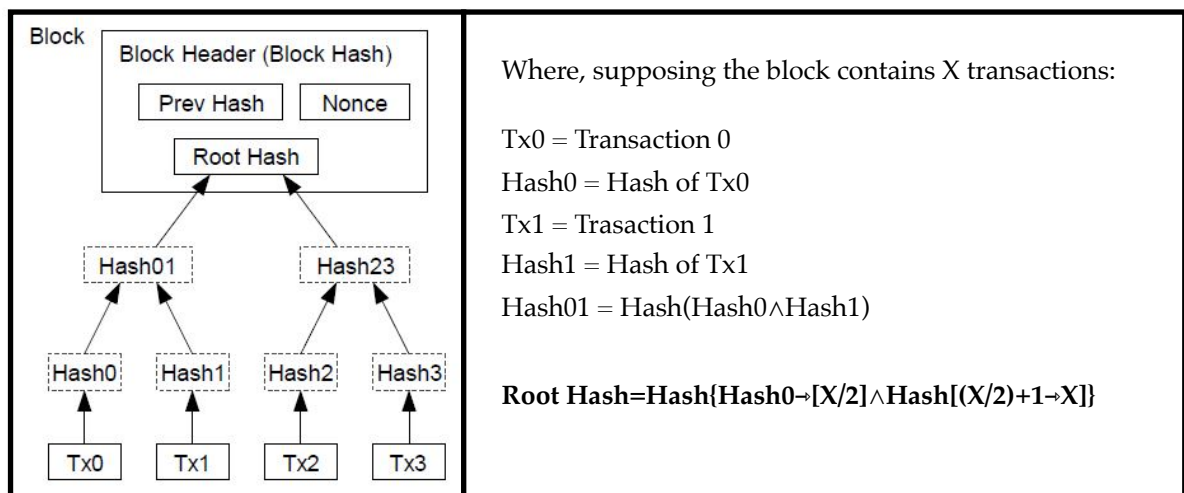 Block
Block Header (Block Hash)
Prev Hash
Nonce
Root Hash
Hash01
Hash23
Hash0
Hash1
Hash2
Hash3
Tx0
Tx1
Tx2
Tx3
Where, supposing the block contains X transactions:
Tx0 = Transaction 0
Hash0 = Hash of Tx0
Tx1 = Trasaction 1
Hash1 = Hash of Tx1
Hash01 = Hash(Hash0∧Hash1)
Root Hash=Hash{Hash0→[X/2]∧Hash[(X/2)+1→X]}